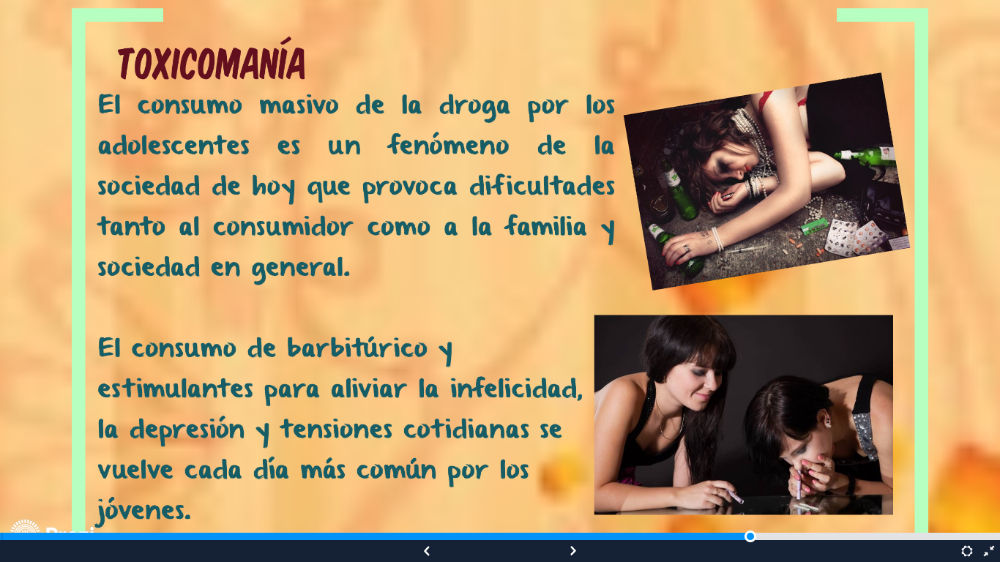 TOXICOMANÍA
El consumo masivo de la droga por los
adolescentes es un fenómeno de la
sociedad de hoy que provoca dificultades
tanto al consumidor como a la familia y
sociedad en general.
El consumo de barbitúrico y
estimulantes para aliviar la infelicidad,
la depresión y tensiones cotidianas se
vuelve cada día más común por los
jóvenes.
Prezi